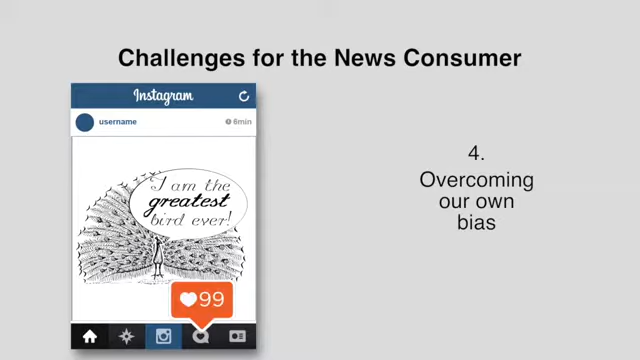 Challenges for the News Consumer
Instagram
username
6min
I am the
greatest
bird ever!
99
4.
Overcoming
our own
bias